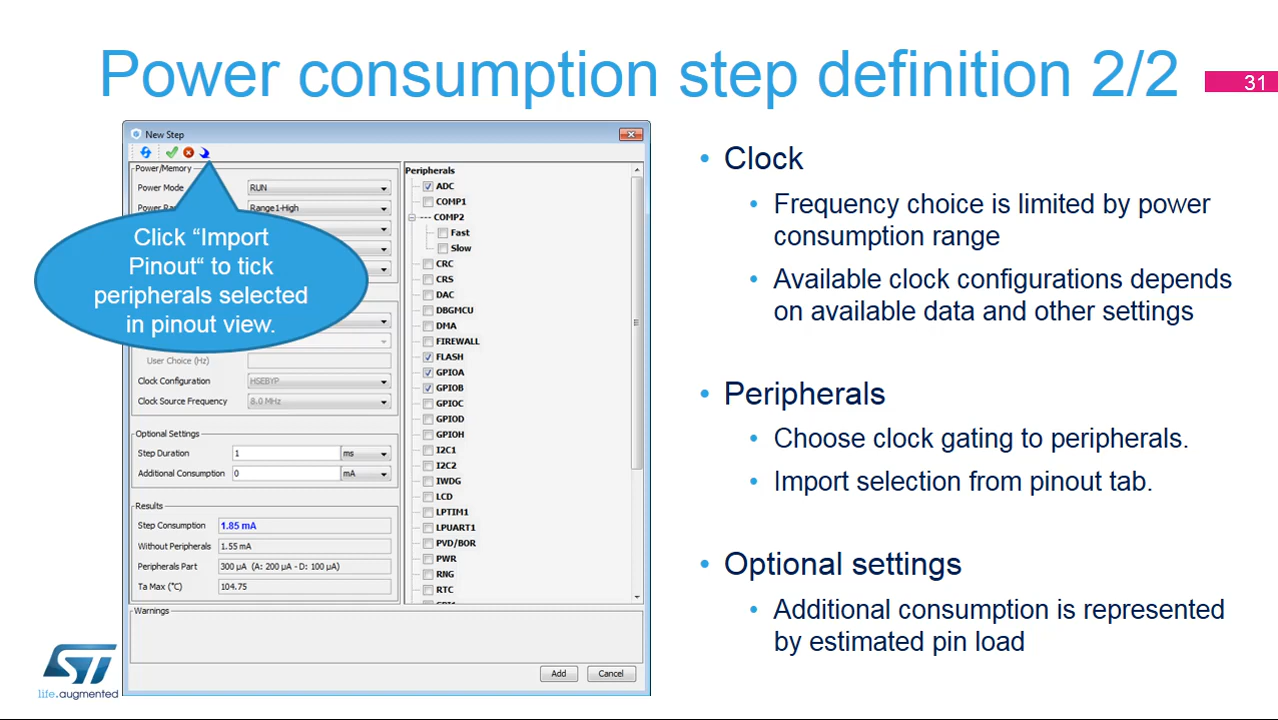 Power consumption step definition 2/2
31
New Step
Power/Memory
Power Mode
RUN
Range1-High
Click “Import
Pinout“ to tick
peripherals selected
in pinout view.
User Choice (Hz)
Clock Configuration
HSEBYP
Clock Source Frequency
8.0 MHz
Optional Settings
Step Duration
1
ms
Additional Consumption
0
mA
Results
Step Consumption
1.85 mA
Without Peripherals
1.55 mA
Peripherals Part
300 µA (A: 200 µA - D: 100 µA)
Ta Max (°C)
104.75
Peripherals
ADC
COMP1
COMP2
Fast
Slow
CRC
CRS
DAC
DBGMCU
DMA
FIREWALL
FLASH
GPIOA
GPIOB
GPIOC
GPIOD
GPIOH
I2C1
I2C2
IWDG
LCD
LPTIM1
LPUART1
PVD/BOR
PWR
RNG
RTC
Warnings
Add
Cancel
• Clock
• Frequency choice is limited by power
consumption range
• Available clock configurations depends
on available data and other settings
• Peripherals
• Choose clock gating to peripherals.
• Import selection from pinout tab.
• Optional settings
• Additional consumption is represented
by estimated pin load
ST
life.augmented